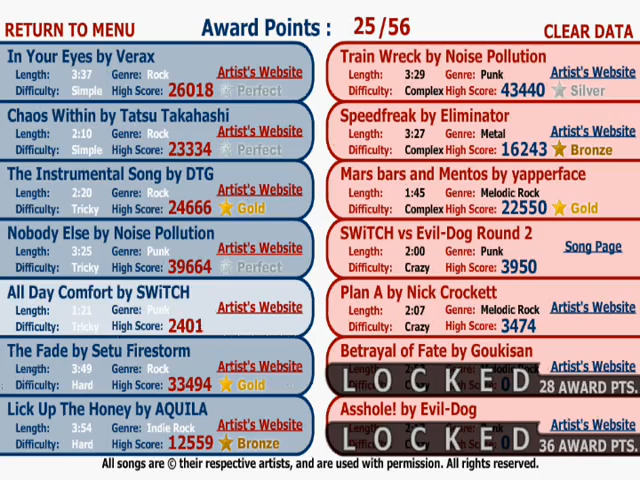 RETURN TO MENU
Award Points : 25/56
CLEAR DATA
In Your Eyes by Verax
Length: 3:37 Genre: Rock Artist's Website
Difficulty: Simple High Score: 26018 Perfect
Chaos Within by Tatsu Takahashi
Length: 2:10 Genre: Rock Artist's Website
Difficulty: Simple High Score: 23334 Perfect
The Instrumental Song by DTG
Length: 2:20 Genre: Rock Artist's Website
Difficulty: Tricky High Score: 24666 Gold
Nobody Else by Noise Pollution
Length: 3:25 Genre: Punk Artist's Website
Difficulty: Tricky High Score: 39664 Perfect
All Day Comfort by SWiTCH
Length: 1:21 Genre: Punk Artist's Website
Difficulty: Tricky High Score: 2401
The Fade by Setu Firestorm
Length: 3:49 Genre: Rock Artist's Website
Difficulty: Hard High Score: 33494 Gold
Lick Up The Honey by AQUILA
Length: 3:54 Genre: Indie Rock Artist's Website
Difficulty: Hard High Score: 12559 Bronze
Train Wreck by Noise Pollution
Length: 3:29 Genre: Punk Artist's Website
Difficulty: Complex High Score: 43440 Silver
Speedfreak by Eliminator
Length: 3:27 Genre: Metal Artist's Website
Difficulty: Complex High Score: 16243 Bronze
Mars bars and Mentos by yapperface
Length: 1:45 Genre: Melodic Rock
Difficulty: Complex High Score: 22550 Gold
SWiTCH vs Evil-Dog Round 2
Length: 2:00 Genre: Punk Song Page
Difficulty: Crazy High Score: 3950
Plan A by Nick Crockett
Length: 2:07 Genre: Melodic Rock Artist's Website
Difficulty: Crazy High Score: 3474
Betrayal of Fate by Goukisan
Artist's Website
LOCKED 28 AWARD PTS.
Asshole! by Evil-Dog
Artist's Website
LOCKED 36 AWARD PTS.
All songs are © their respective artists, and are used with permission. All rights reserved.